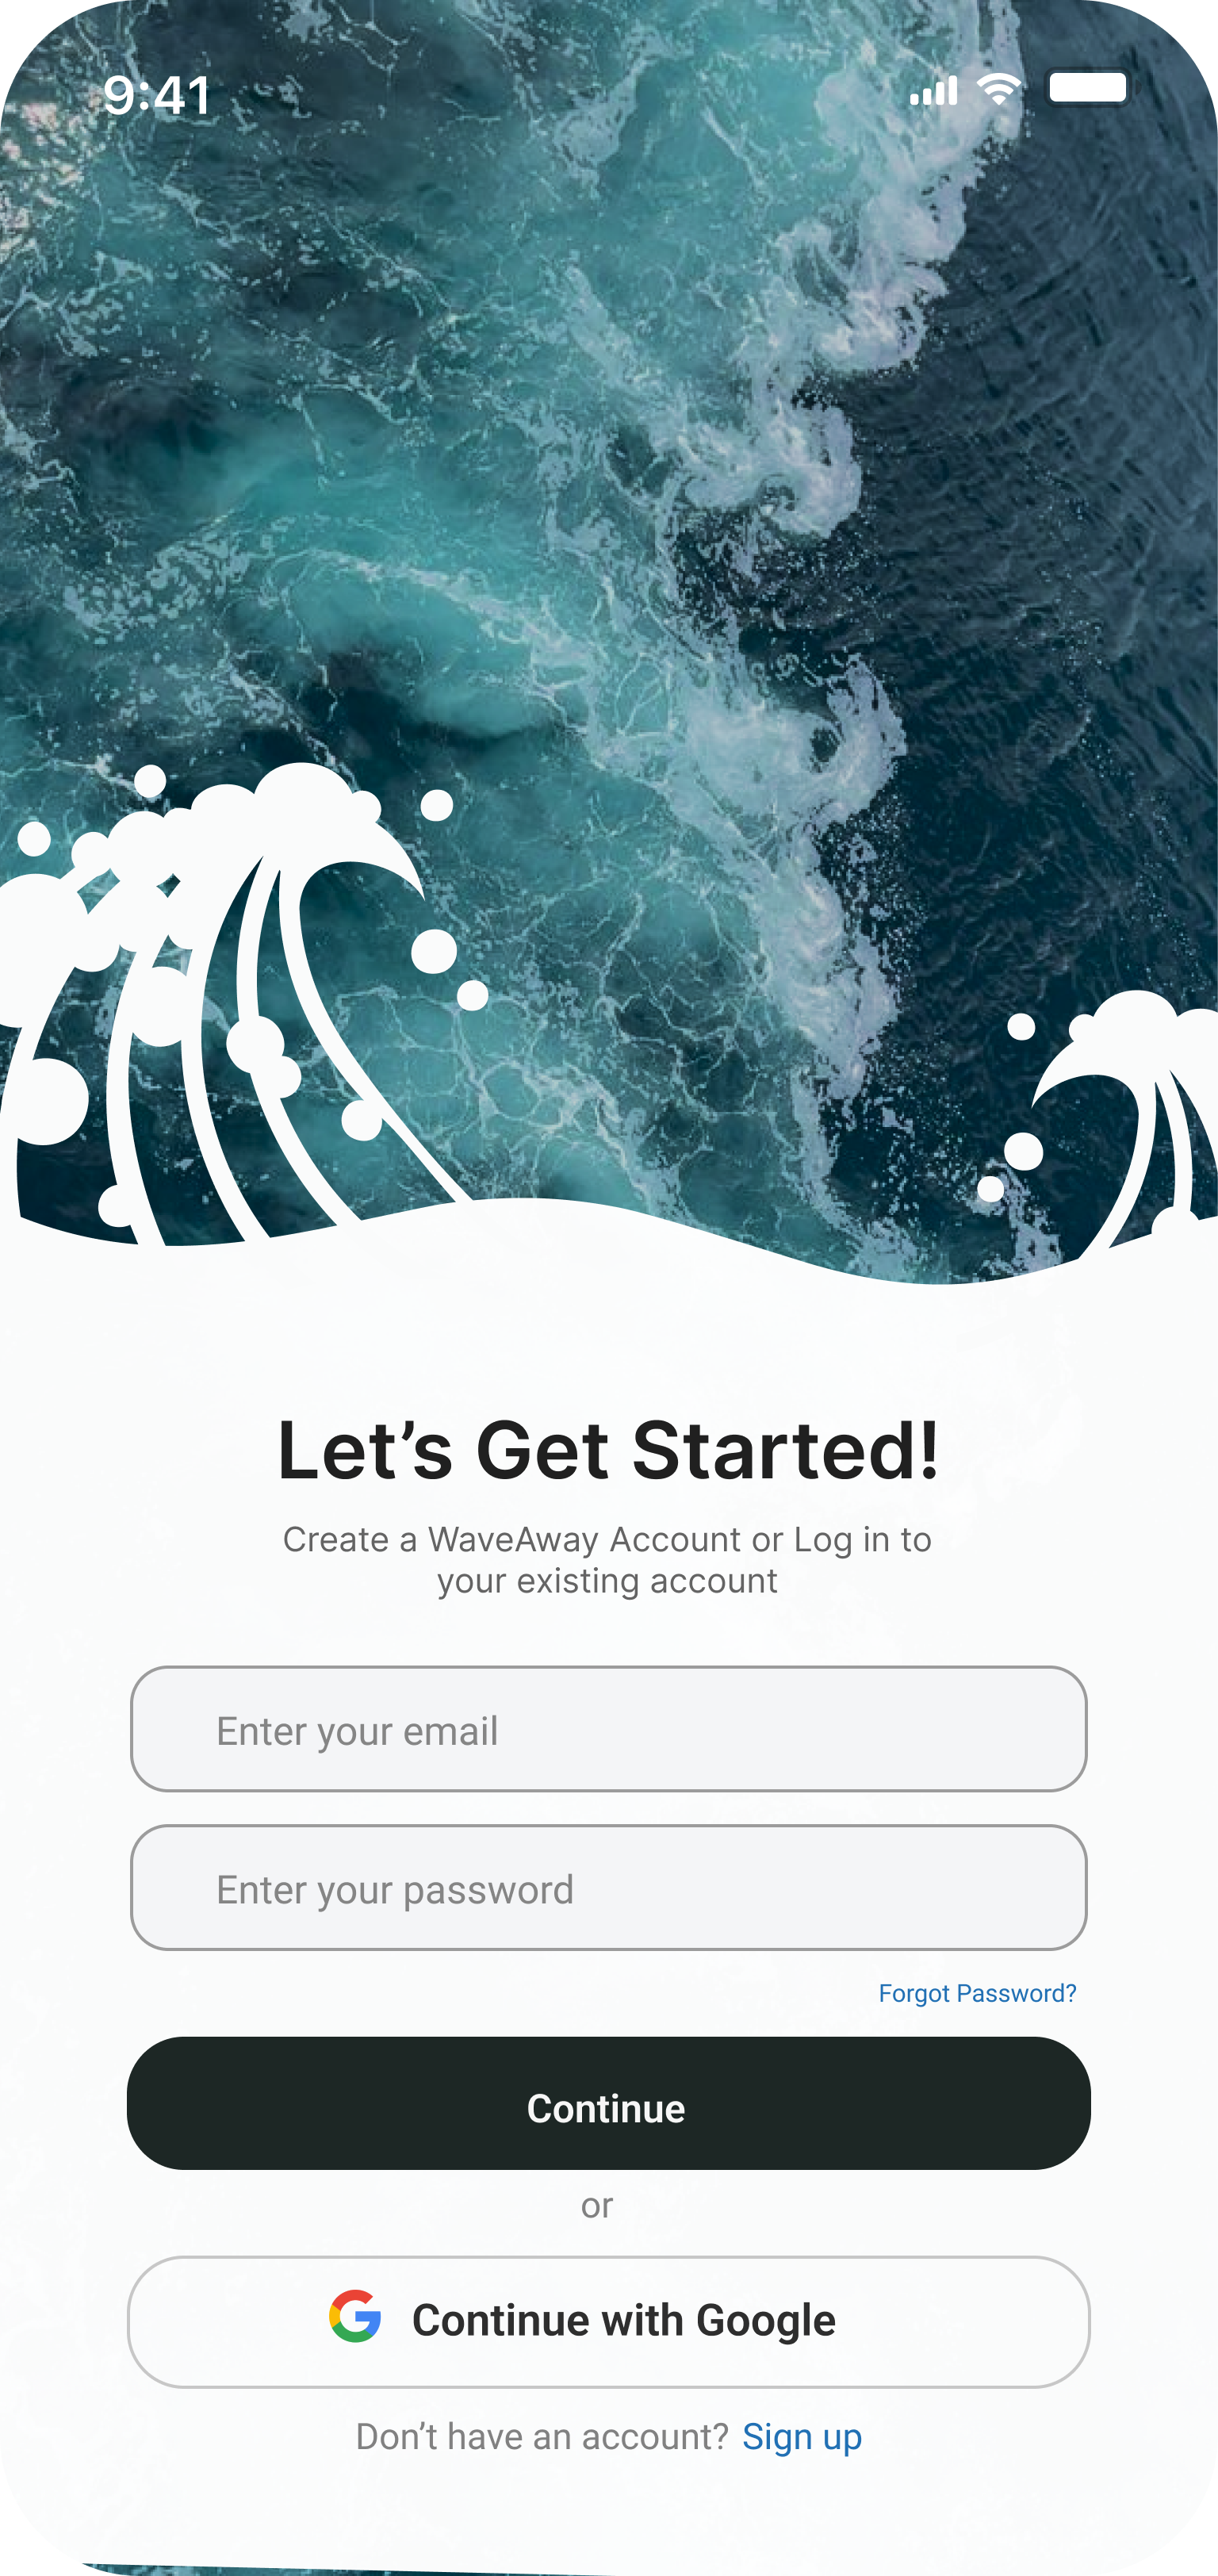 9:41
Let’s Get Started!
Create a WaveAway Account or Log in to
your existing account
Enter your email
Enter your password
Forgot Password?
Continue
or
Continue with Google
Don’t have an account? Sign up